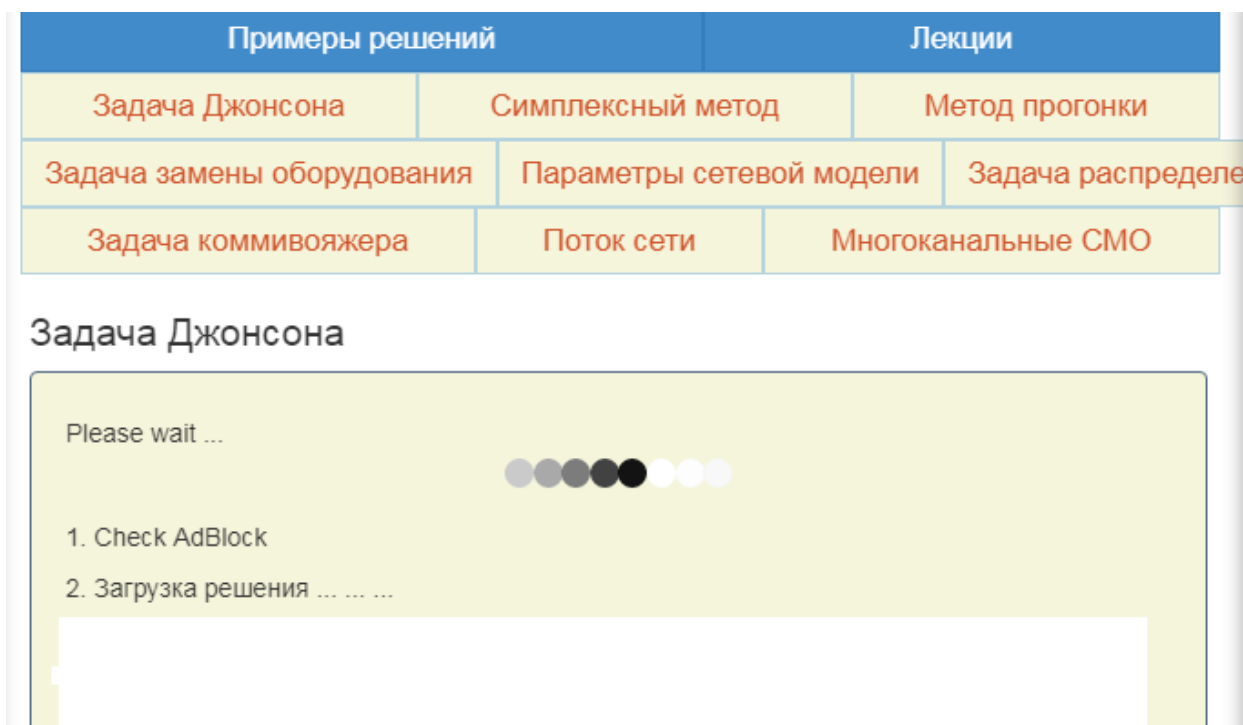 Примеры решений Лекции
Задача Джонсона Симплексный метод Метод прогонки
Задача замены оборудования Параметры сетевой модели Задача распределе
Задача коммивояжера Поток сети Многоканальные СМО
Задача Джонсона
Please wait ...
1. Check AdBlock
2. Загрузка решения ... ... ...